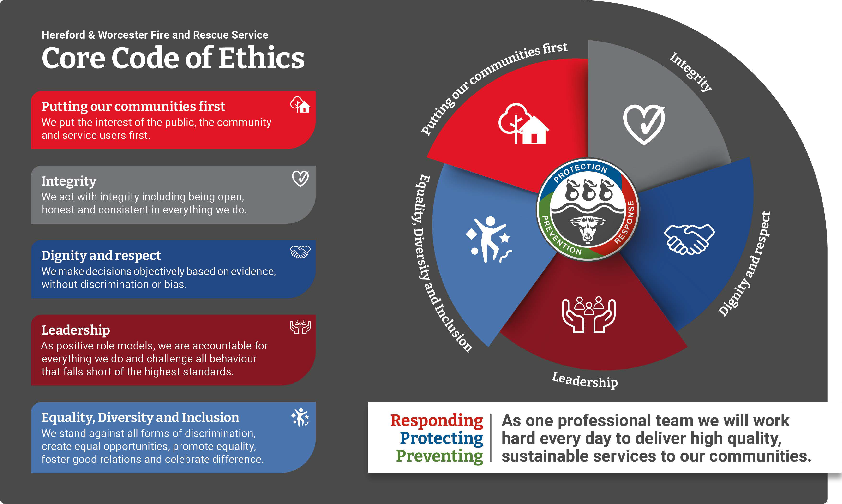 Hereford & Worcester Fire and Rescue Service
Core Code of Ethics
Putting our communities first
We put the interest of the public, the community
and service users first.
Integrity
We act with integrity including being open,
honest and consistent in everything we do.
Dignity and respect
We make decisions objectively based on evidence,
without discrimination or bias.
Leadership
As positive role models, we are accountable for
everything we do and challenge all behaviour
that falls short of the highest standards.
Equality, Diversity and Inclusion
We stand against all forms of discrimination,
create equal opportunities, promote equality,
foster good relations and celebrate difference.
Putting our communities first
Integrity
Dignity and respect
Leadership
Equality, Diversity and Inclusion
PROTECTION
RESPONSE
PREVENTION
Responding
Protecting
Preventing
As one professional team we will work
hard every day to deliver high quality,
sustainable services to our communities.